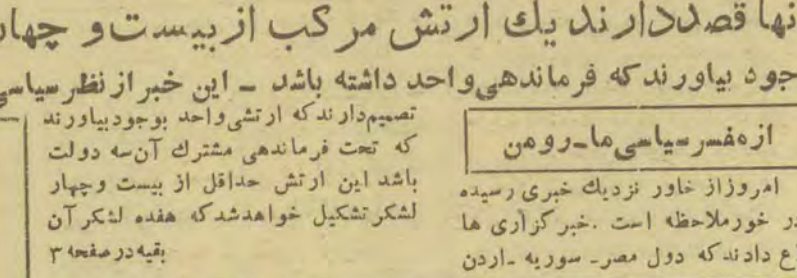 آنها قصد دارند یك ارتش مرکب از بیست و چهار
وجود بیاورند که فرماندهی واحد داشته باشد ـ این خبر از نظر سیاسی
از مفسر سیاسی ما ـ رومن
امروز از خاور نزدیك خبری رسیده
در خور ملاحظه است . خبرگزاری ها
دادند که دول مصر ـ سوریه ـ اردن
تصمیم دارند که ارتشی واحد بوجود بیاورند
که تحت فرماندهی مشترك آن سه دولت
باشد این ارتش حداقل از بیست و چهار
لشکر تشکیل خواهد شد که هفده لشکر آن
بقیه در صفحه ۳